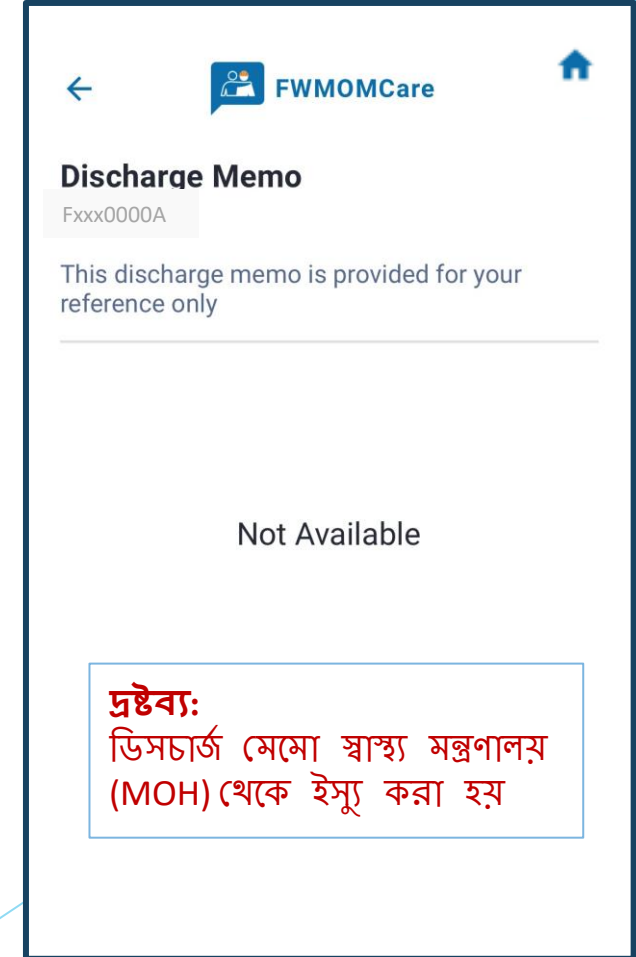 FWMOMCare
Discharge Memo
Fxxx0000A
This discharge memo is provided for your
reference only
Not Available
দ্রষ্টব্য:
ডিসচার্জ মেমো স্বাস্থ্য মন্ত্রণালয়
(MOH) থেকে ইস্যু করা হয়